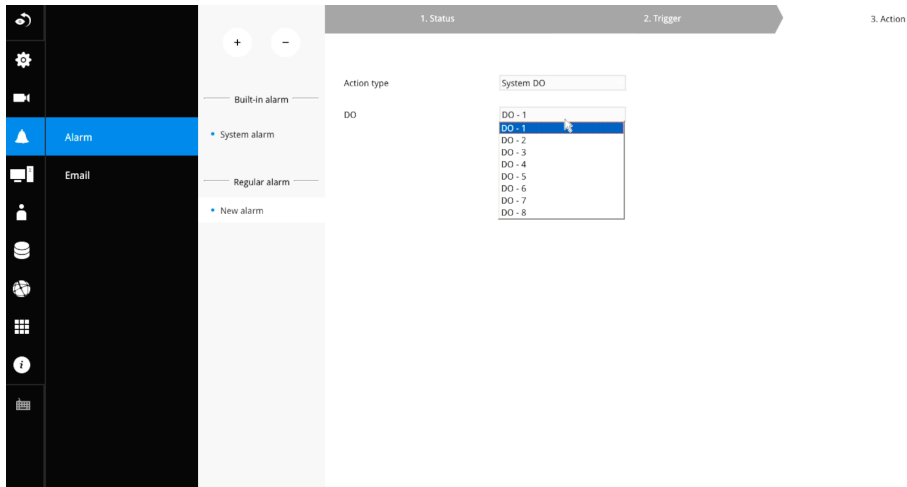 1. Status
2. Trigger
3. Action
+
-
Action type
System DO
Built-in alarm
DO
DO - 1
DO - 1
DO - 2
DO - 3
DO - 4
DO - 5
DO - 6
DO - 7
DO - 8
Alarm
System alarm
Email
Regular alarm
New alarm